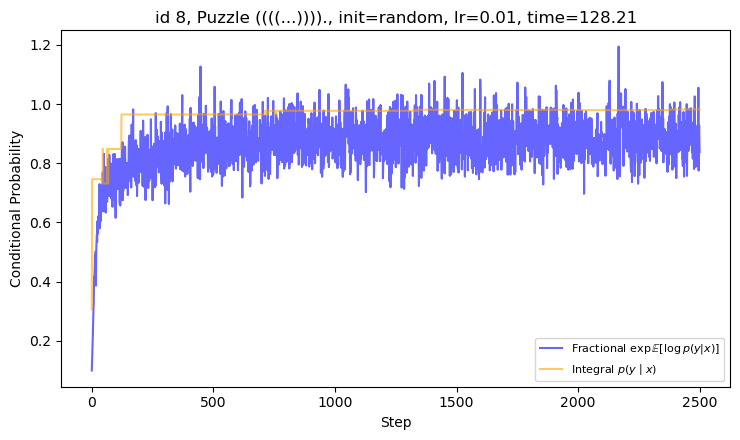 id 8, Puzzle ((((...))))., init=random, lr=0.01, time=128.21
Conditional Probability
1.2
1.0
0.8
0.6
0.4
0.2
0
500
1000
1500
2000
2500
Step
Fractional exp𝔼[log p(y|x)]
Integral p(y | x)